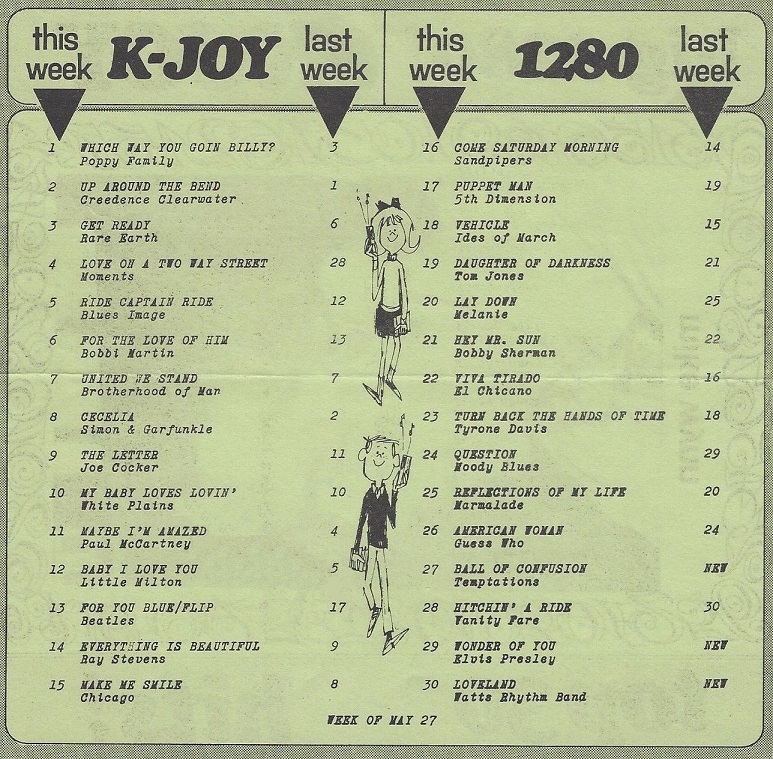 this week K-JOY last week
this week 1280 last week
1 WHICH WAY YOU GOIN BILLY? 3
Poppy Family
2 UP AROUND THE BEND 1
Creedence Clearwater
3 GET READY 6
Rare Earth
4 LOVE ON A TWO WAY STREET 28
Moments
5 RIDE CAPTAIN RIDE 12
Blues Image
6 FOR THE LOVE OF HIM 13
Bobbi Martin
7 UNITED WE STAND 7
Brotherhood of Man
8 CECELIA 2
Simon & Garfunkle
9 THE LETTER 11
Joe Cocker
10 MY BABY LOVES LOVIN' 10
White Plains
11 MAYBE I'M AMAZED 4
Paul McCartney
12 BABY I LOVE YOU 5
Little Milton
13 FOR YOU BLUE/FLIP 17
Beatles
14 EVERYTHING IS BEAUTIFUL 9
Ray Stevens
15 MAKE ME SMILE 8
Chicago
16 COME SATURDAY MORNING 14
Sandpipers
17 PUPPET MAN 19
5th Dimension
18 VEHICLE 15
Ides of March
19 DAUGHTER OF DARKNESS 21
Tom Jones
20 LAY DOWN 25
Melanie
21 HEY MR. SUN 22
Bobby Sherman
22 VIVA TIRADO 16
El Chicano
23 TURN BACK THE HANDS OF TIME 18
Tyrone Davis
24 QUESTION 29
Moody Blues
25 REFLECTIONS OF MY LIFE 20
Marmalade
26 AMERICAN WOMAN 24
Guess Who
27 BALL OF CONFUSION NEW
Temptations
28 HITCHIN' A RIDE 30
Vanity Fare
29 WONDER OF YOU NEW
Elvis Presley
30 LOVELAND NEW
Watts Rhythm Band
WEEK OF MAY 27